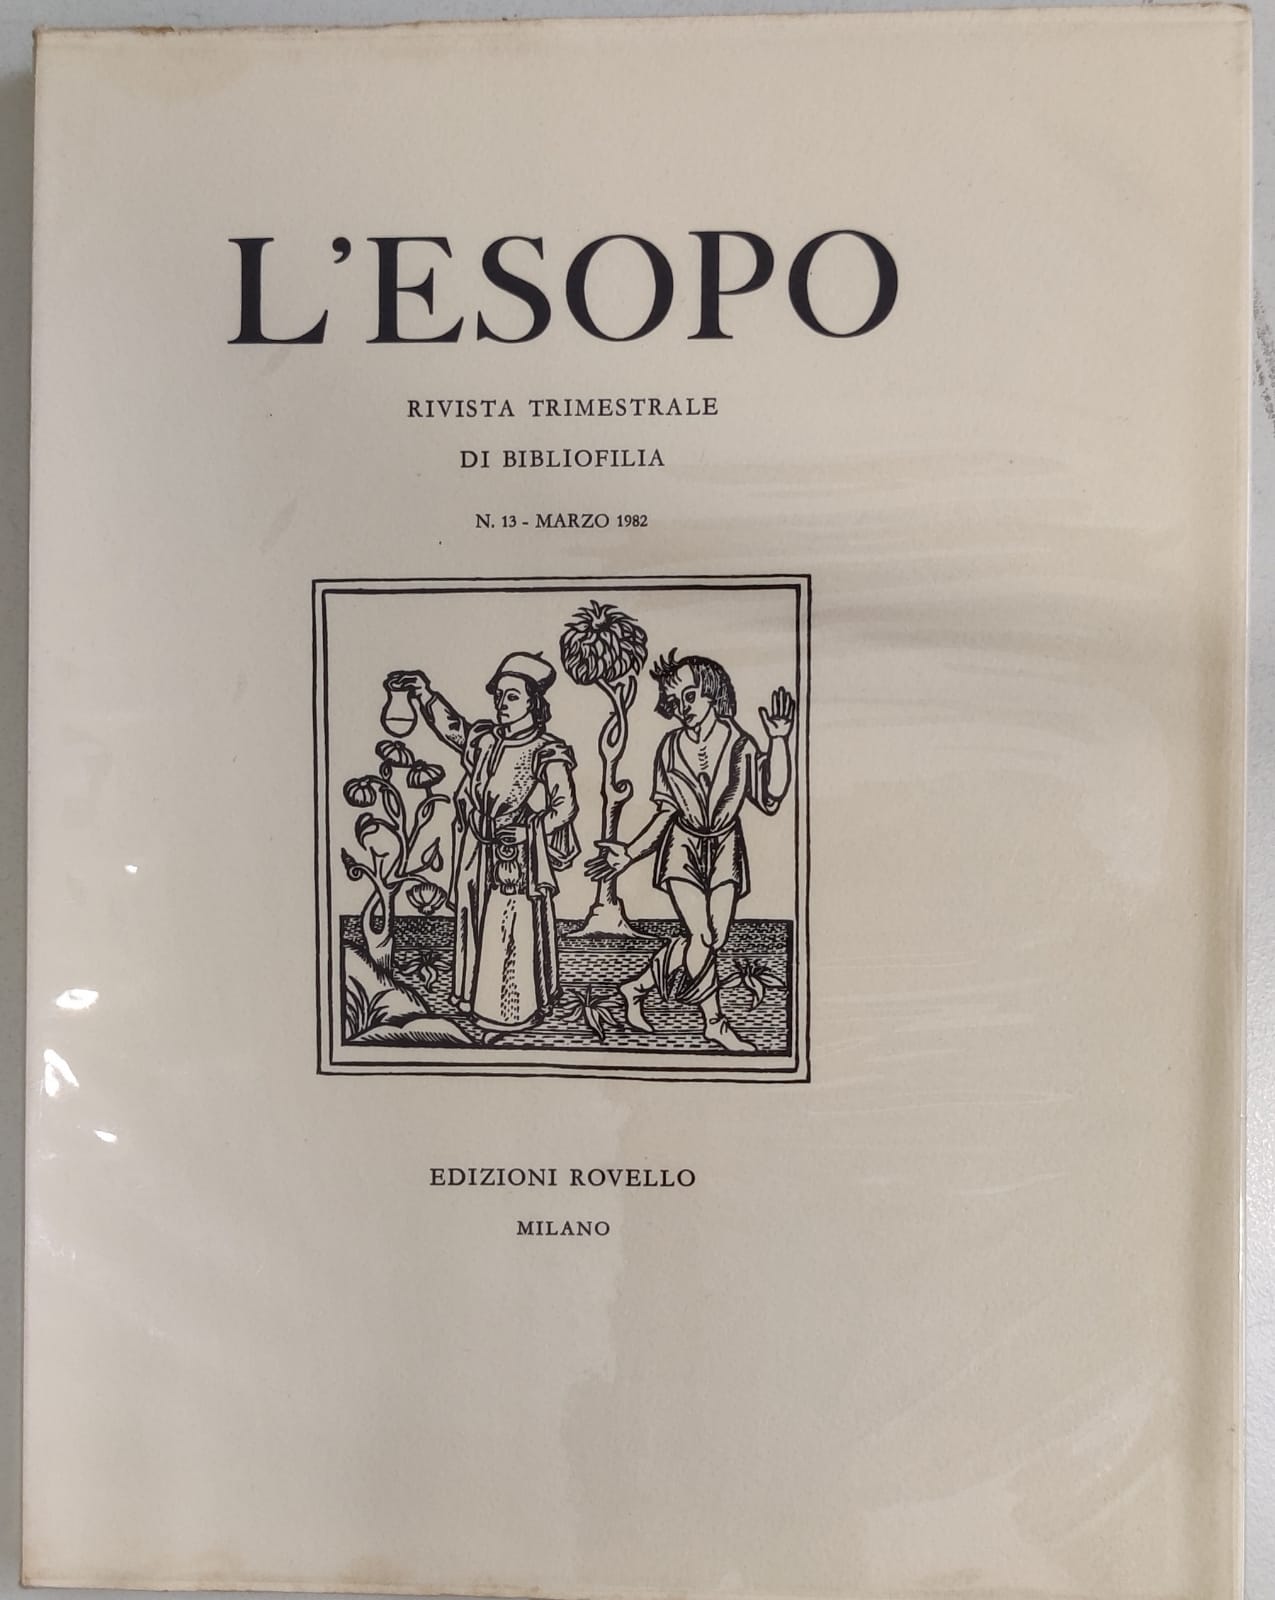 L'ESOPO
RIVISTA TRIMESTRALE
DI BIBLIOFILIA
N. 13 - MARZO 1982
EDIZIONI ROVELLO
MILANO